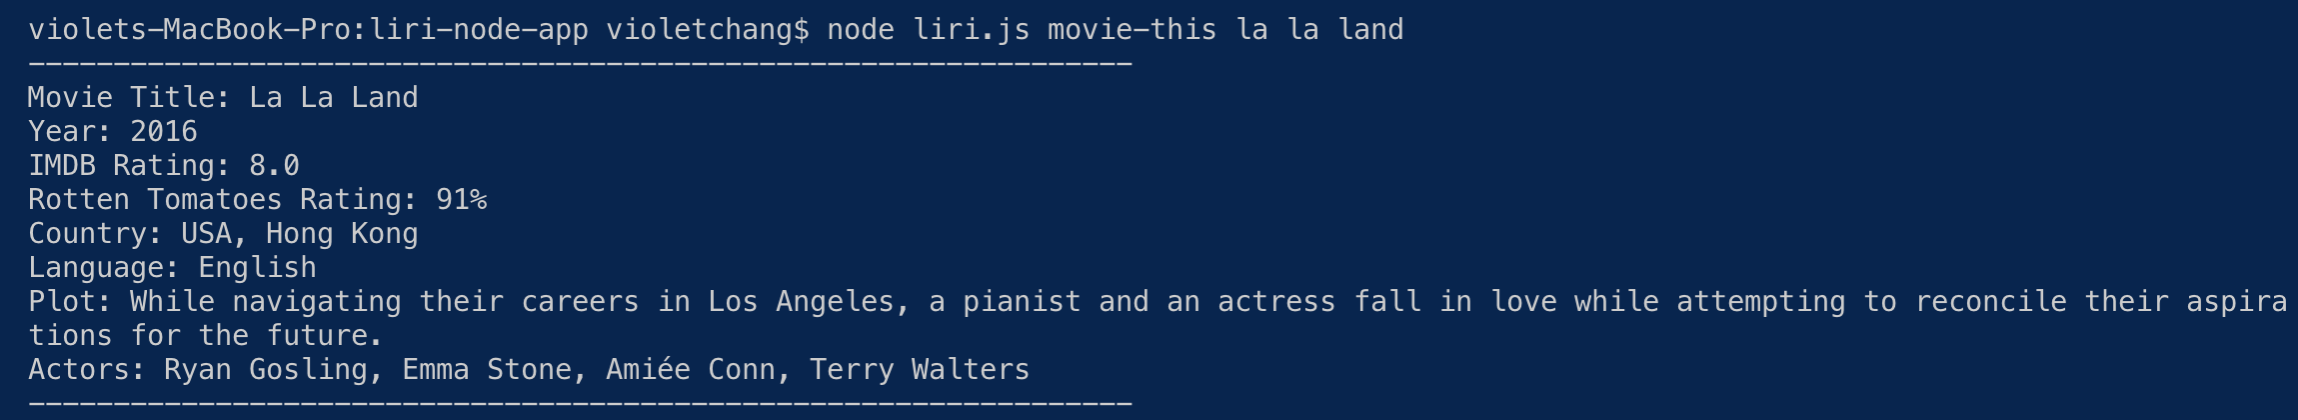 violets-MacBook-Pro:liri-node-app violetchang$ node liri.js movie-this la la land
-----------------------------------------------------------------
Movie Title: La La Land
Year: 2016
IMDB Rating: 8.0
Rotten Tomatoes Rating: 91%
Country: USA, Hong Kong
Language: English
Plot: While navigating their careers in Los Angeles, a pianist and an actress fall in love while attempting to reconcile their aspira
tions for the future.
Actors: Ryan Gosling, Emma Stone, Amiée Conn, Terry Walters
-----------------------------------------------------------------